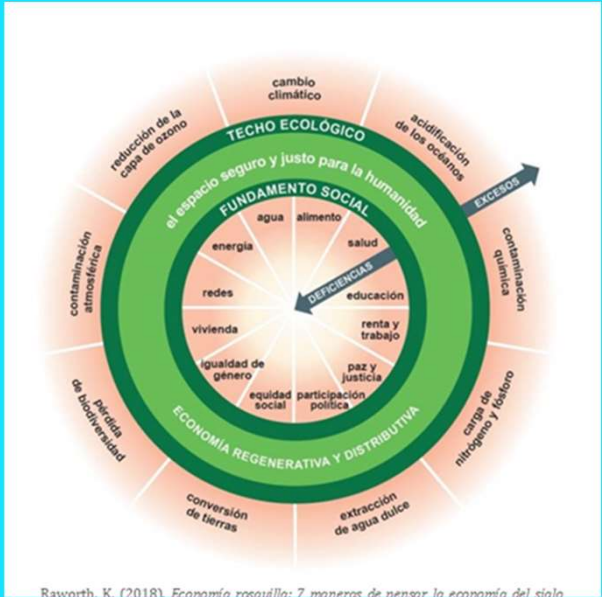 cambio
climático
acidificación
de los océanos
contaminación
química
carga de
nitrógeno y fósforo
extracción
de agua dulce
conversión
de tierras
pérdida
de biodiversidad
contaminación
atmosférica
reducción de la
capa de ozono
TECHO ECOLÓGICO
el espacio seguro y justo para la humanidad
FUNDAMENTO SOCIAL
EXCESOS
DEFICIENCIAS
agua
alimento
salud
educación
renta y
trabajo
paz y
justicia
participación
política
equidad
social
igualdad de
género
vivienda
redes
energía
ECONOMÍA REGENERATIVA Y DISTRIBUTIVA
Raworth, K. (2018). Economía rosquilla: 7 maneras de pensar la economía del siglo